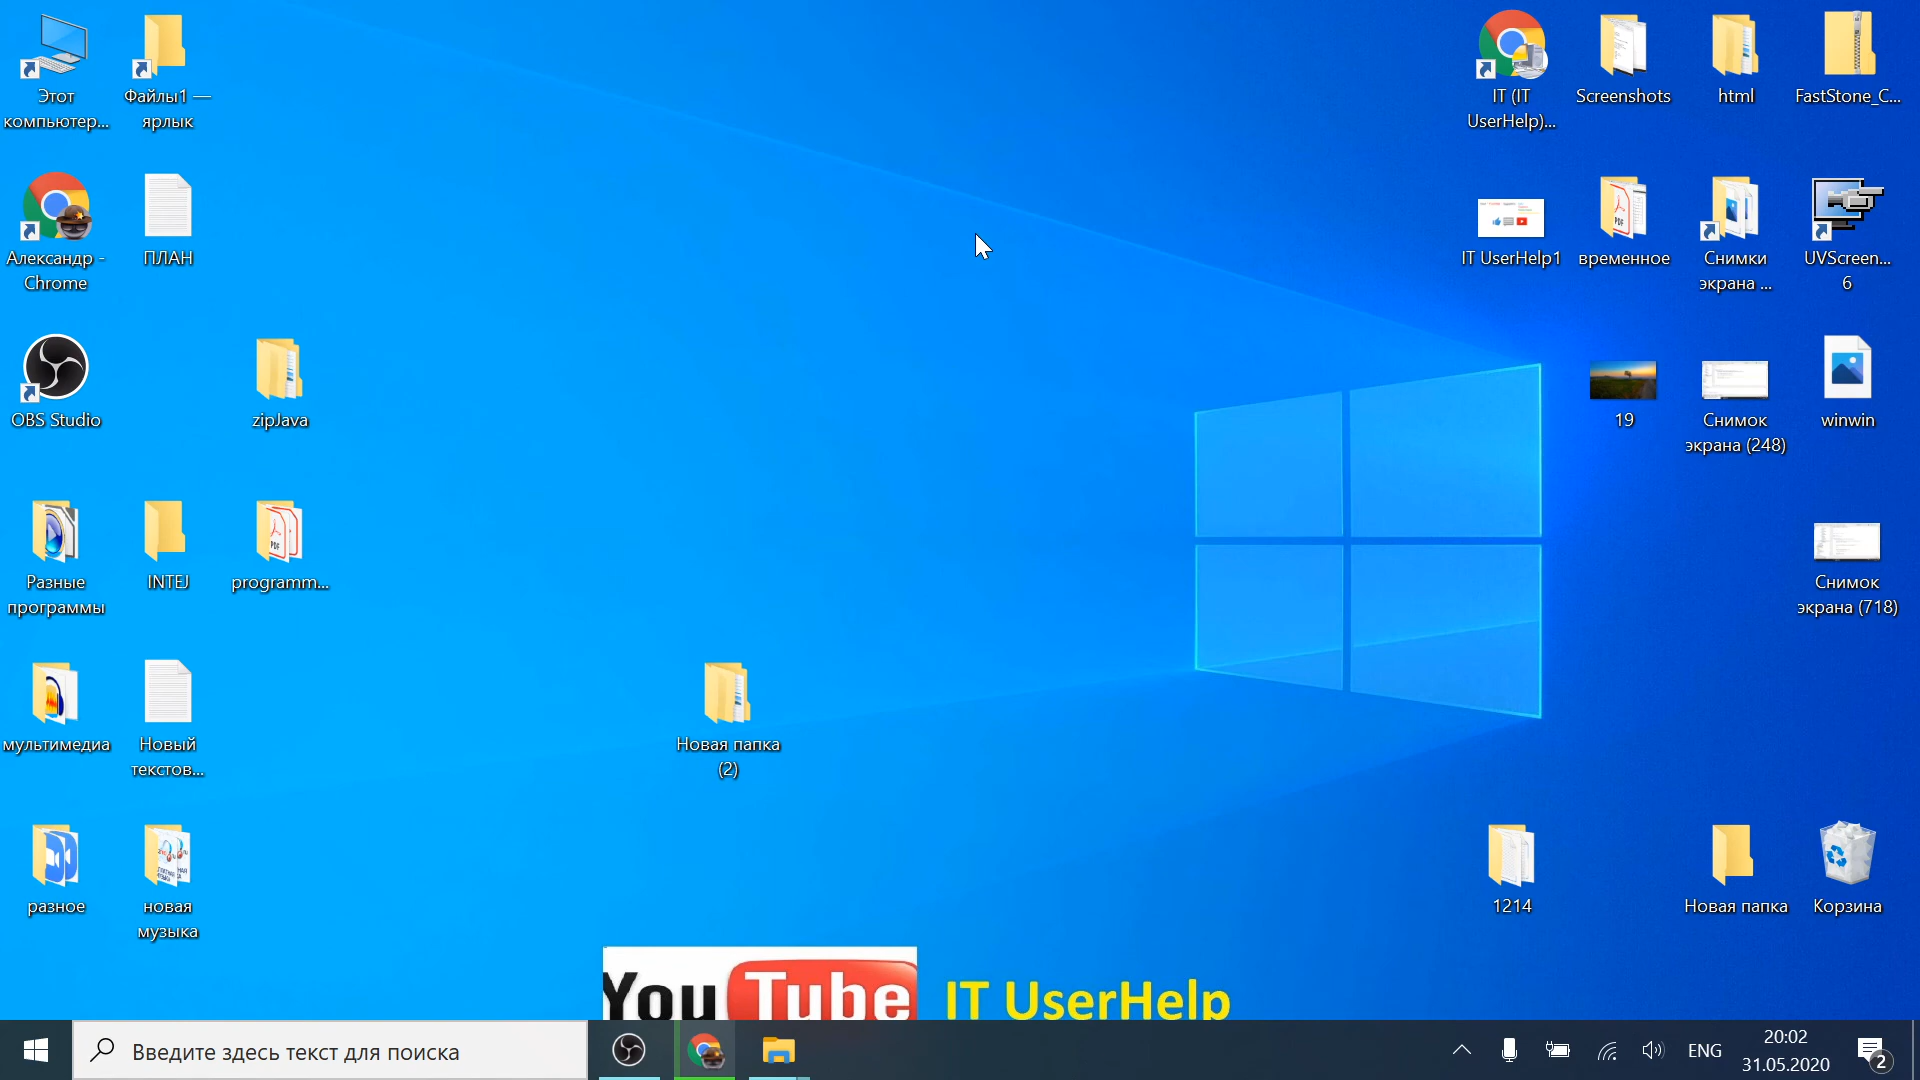 Этот
компьютер...
Файлы1 —
ярлык
IT (IT
UserHelp)...
Screenshots
html
FastStone_C...
Александр -
Chrome
ПЛАН
IT UserHelp1
временное
Снимки
экрана ...
UVScreen...
6
OBS Studio
zipJava
19
Снимок
экрана (248)
winwin
Разные
программы
INTEJ
programm...
Снимок
экрана (718)
мультимедиа
Новый
текстов...
Новая папка
(2)
разное
новая
музыка
1214
Новая папка
Корзина
YouTube
IT UserHelp
Введите здесь текст для поиска
ENG
20:02
31.05.2020
2